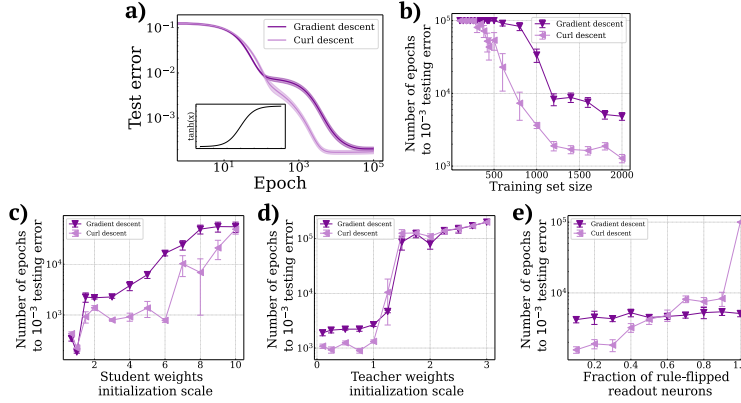 a)
Test error
10⁻¹
10⁻²
10⁻³
Gradient descent
Curl descent
tanh(x)
10¹
10³
10⁵
Epoch
b)
Number of epochs
to 10⁻³ testing error
10⁵
10⁴
10³
Gradient descent
Curl descent
500
1000
1500
2000
Training set size
c)
Number of epochs
to 10⁻³ testing error
10⁴
10³
Gradient descent
Curl descent
2
4
6
8
10
Student weights
initialization scale
d)
Number of epochs
to 10⁻³ testing error
10⁵
10⁴
10³
Gradient descent
Curl descent
0
1
2
3
Teacher weights
initialization scale
e)
Number of epochs
to 10⁻³ testing error
10⁵
10⁴
Gradient descent
Curl descent
0.2
0.4
0.6
0.8
Fraction of rule-flipped
readout neurons